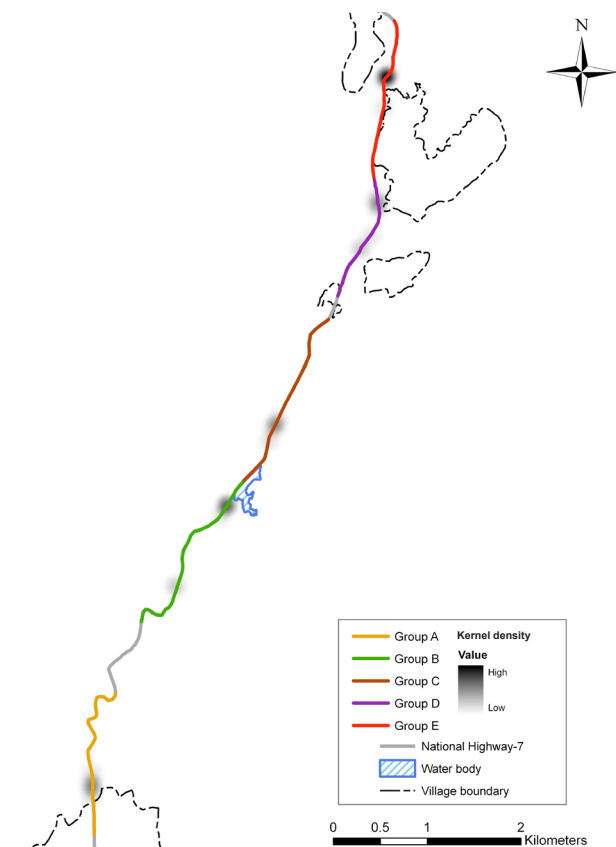 N
Group A
Kernel density
Group B
Value
High
Group C
Group D
Low
Group E
National Highway-7
Water body
Village boundary
0 0.5 1 2
Kilometers